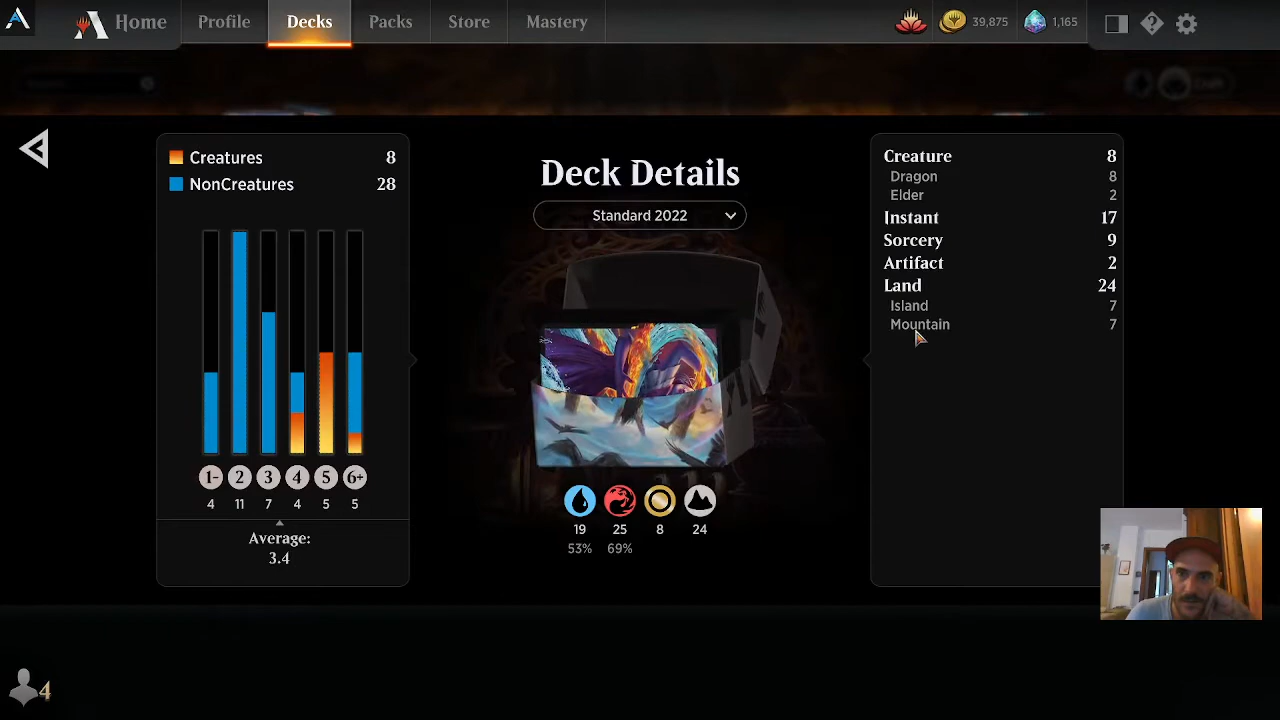 Home Profile Decks Packs Store Mastery 39,875 1,165
Creatures 8
NonCreatures 28
1- 2 3 4 5 6+
4 11 7 4 5 5
Average:
3.4
Deck Details
Standard 2022
19 25 8 24
53% 69%
Creature 8
Dragon 8
Elder 2
Instant 17
Sorcery 9
Artifact 2
Land 24
Island 7
Mountain 7
4